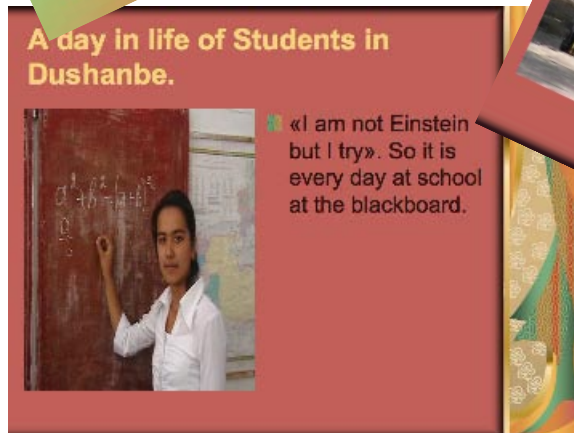 A day in life of Students in
Dushanbe.
«I am not Einstein
but I try». So it is
every day at school
at the blackboard.